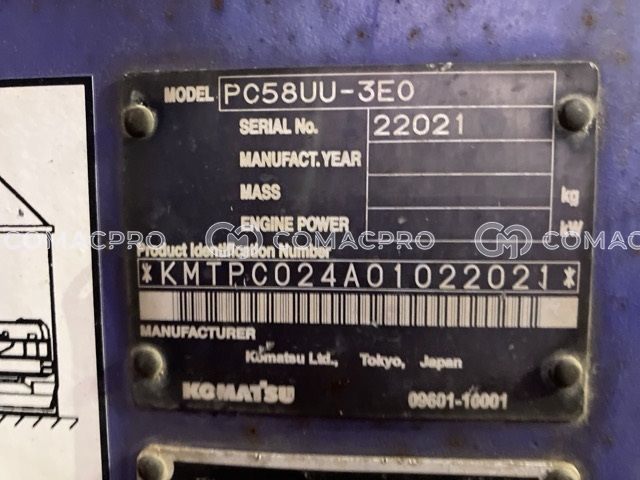 MODEL PC58UU-3E0
SERIAL No. 22021
MANUFACT. YEAR
MASS kg
ENGINE POWER kW
COMACPRO COMACPRO COMACPRO
Product Identification Number
*KMTPC024A01022021*
MANUFACTURER
Komatsu Ltd., Tokyo, Japan
KOMATSU 09601-10001